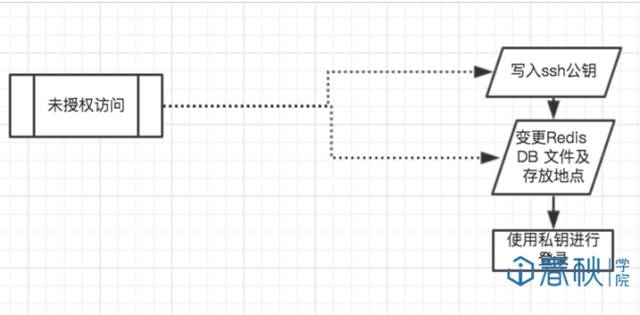 未授权访问
写入ssh公钥
变更Redis
DB 文件及
存放地点
使用私钥进行
登录
春秋学院